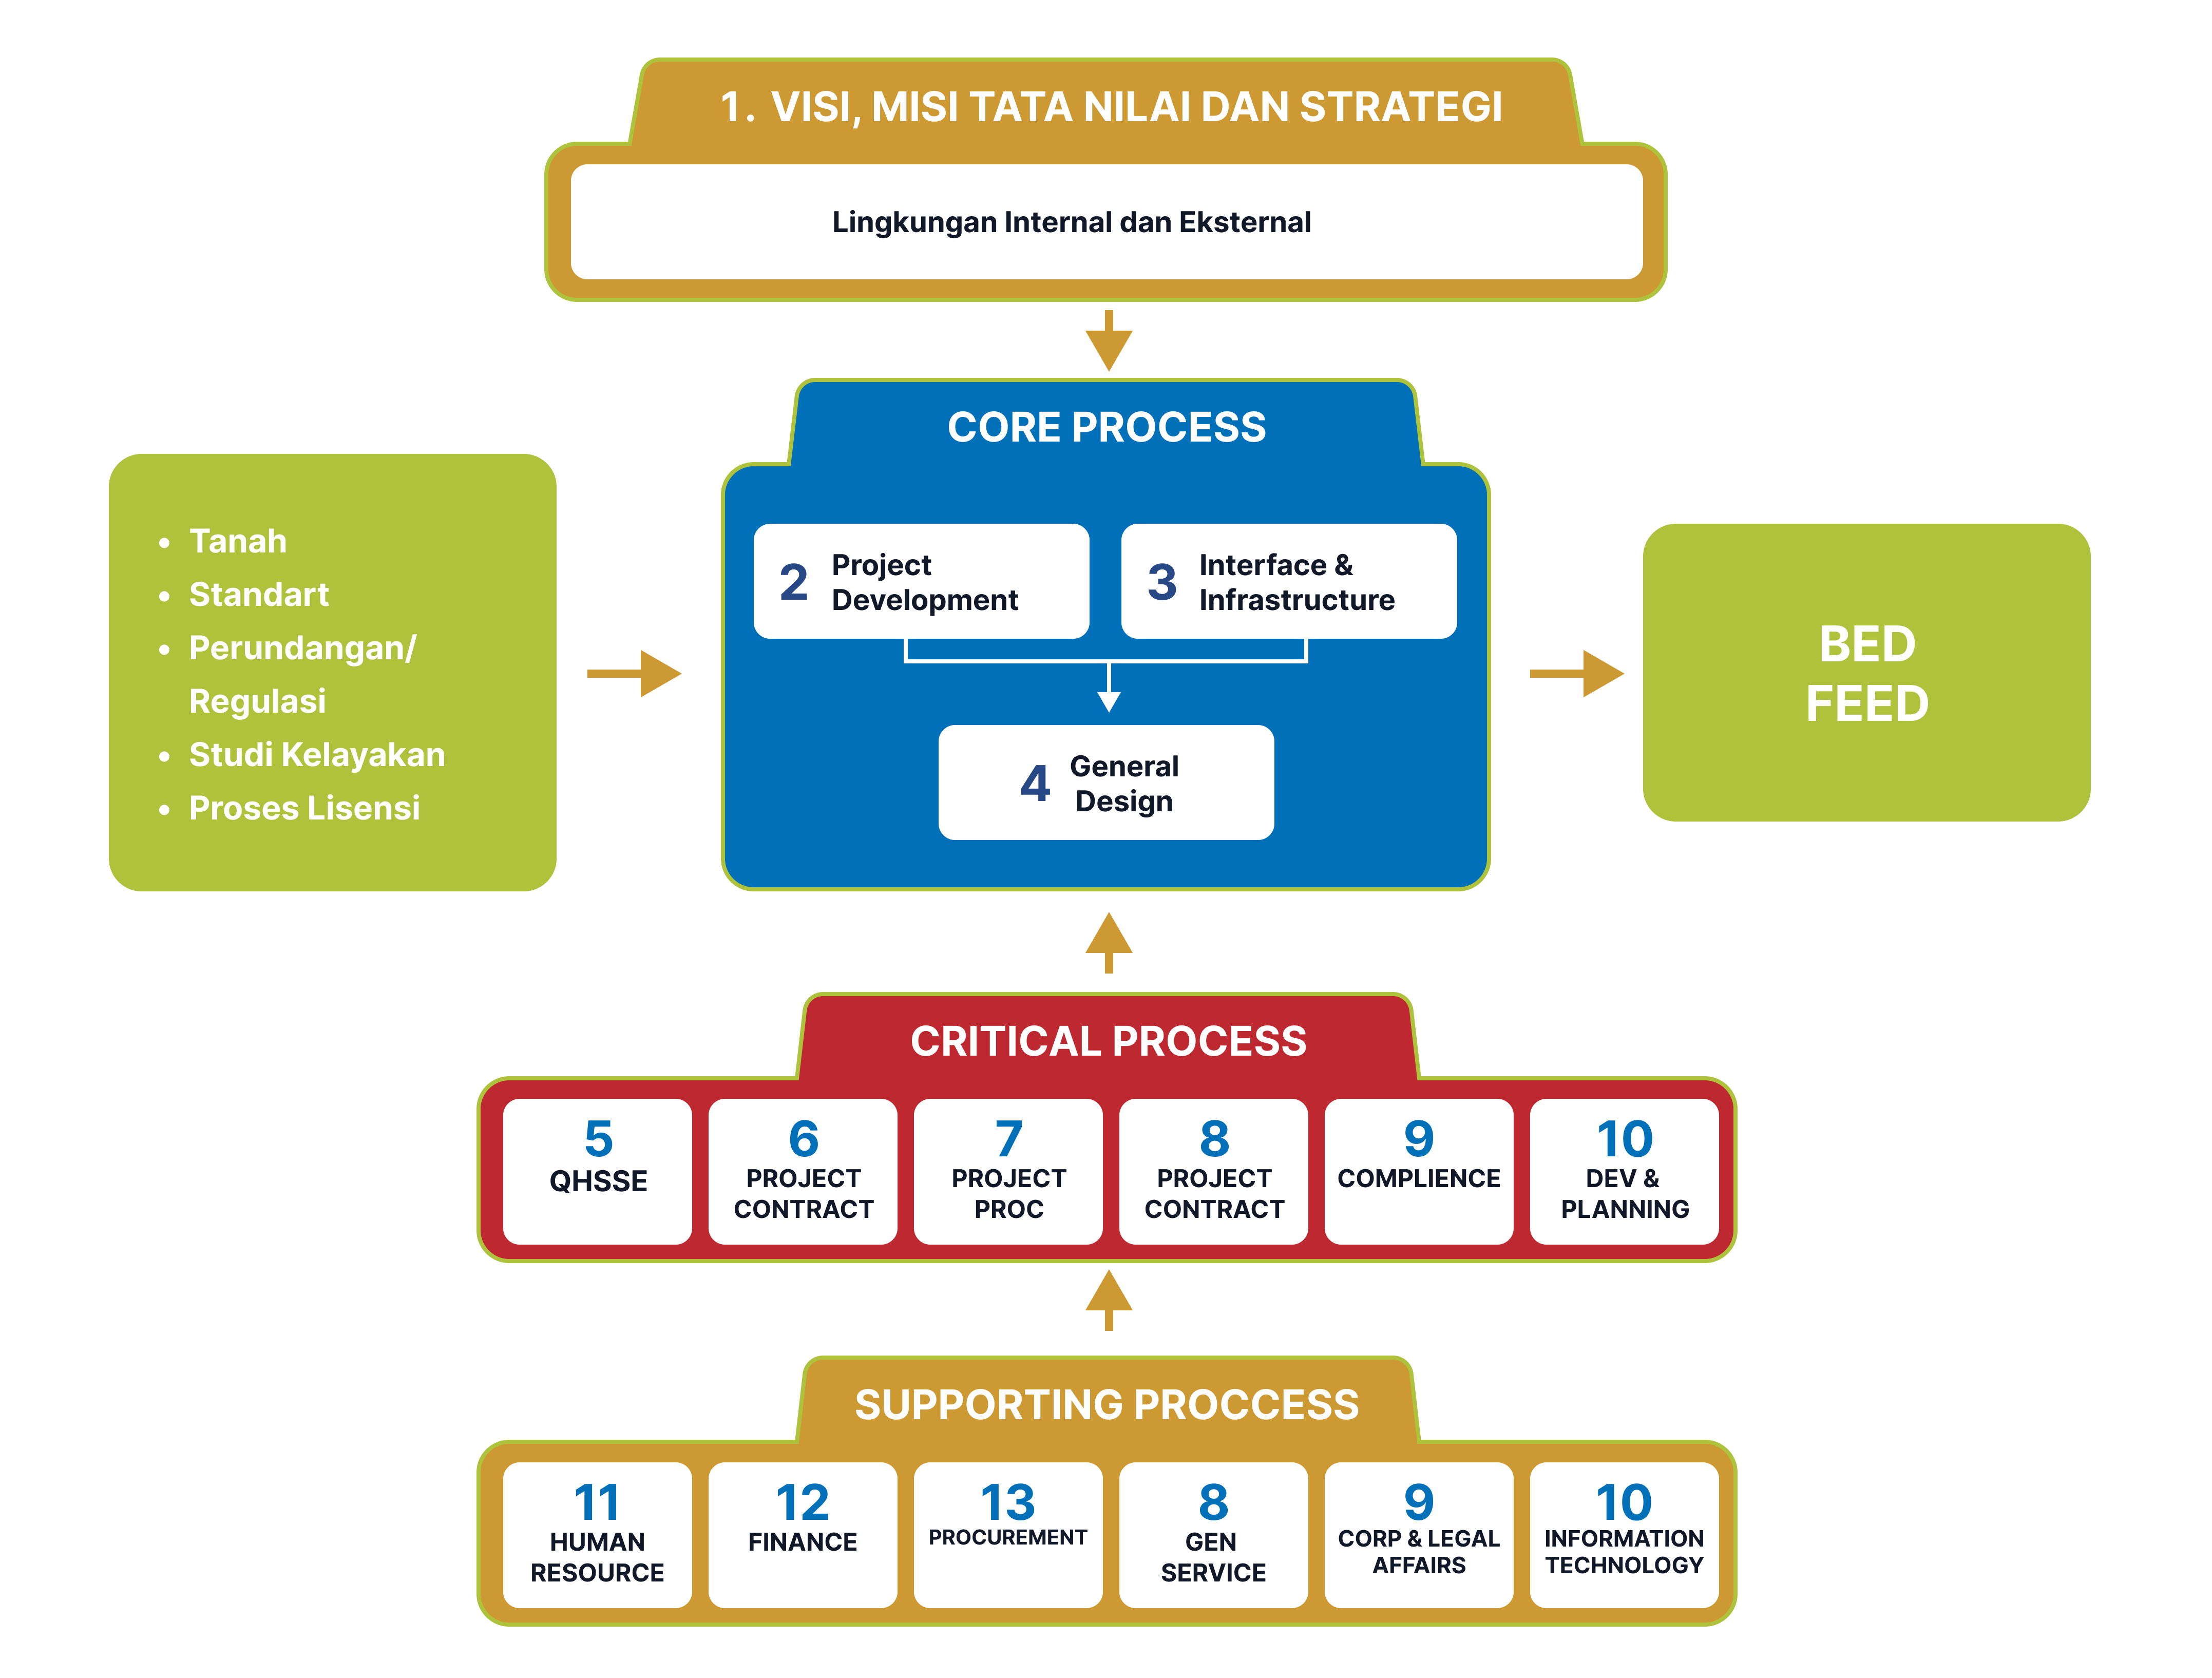 1. VISI, MISI TATA NILAI DAN STRATEGI
Lingkungan Internal dan Eksternal
CORE PROCESS
• Tanah
• Standart
• Perundangan/
Regulasi
• Studi Kelayakan
• Proses Lisensi
2 Project
Development
3 Interface &
Infrastructure
4 General
Design
BED
FEED
CRITICAL PROCESS
5
QHSSE
6
PROJECT
CONTRACT
7
PROJECT
PROC
8
PROJECT
CONTRACT
9
COMPLIENCE
10
DEV &
PLANNING
SUPPORTING PROCCESS
11
HUMAN
RESOURCE
12
FINANCE
13
PROCUREMENT
8
GEN
SERVICE
9
CORP & LEGAL
AFFAIRS
10
INFORMATION
TECHNOLOGY